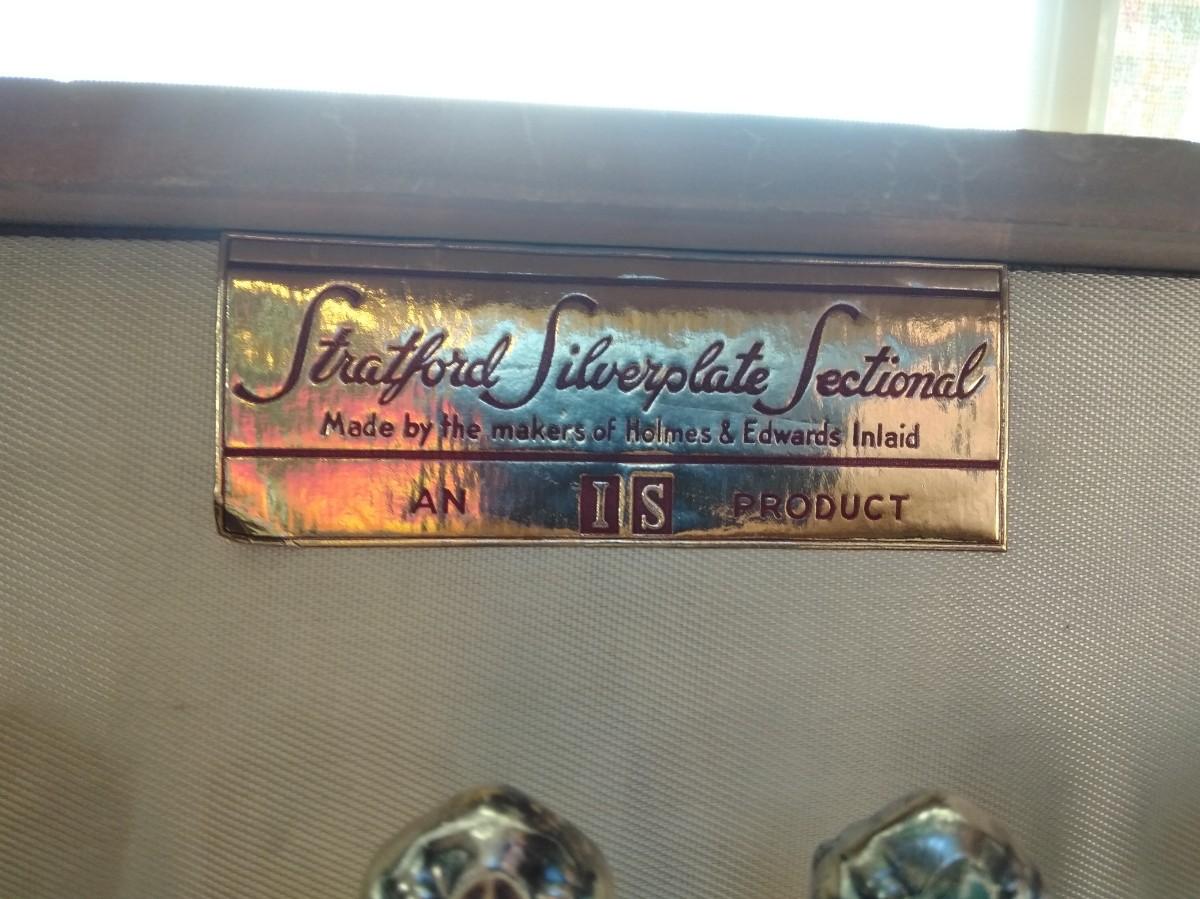 Stratford Silverplate Sectional
Made by the makers of Holmes & Edwards Inlaid
AN IS PRODUCT